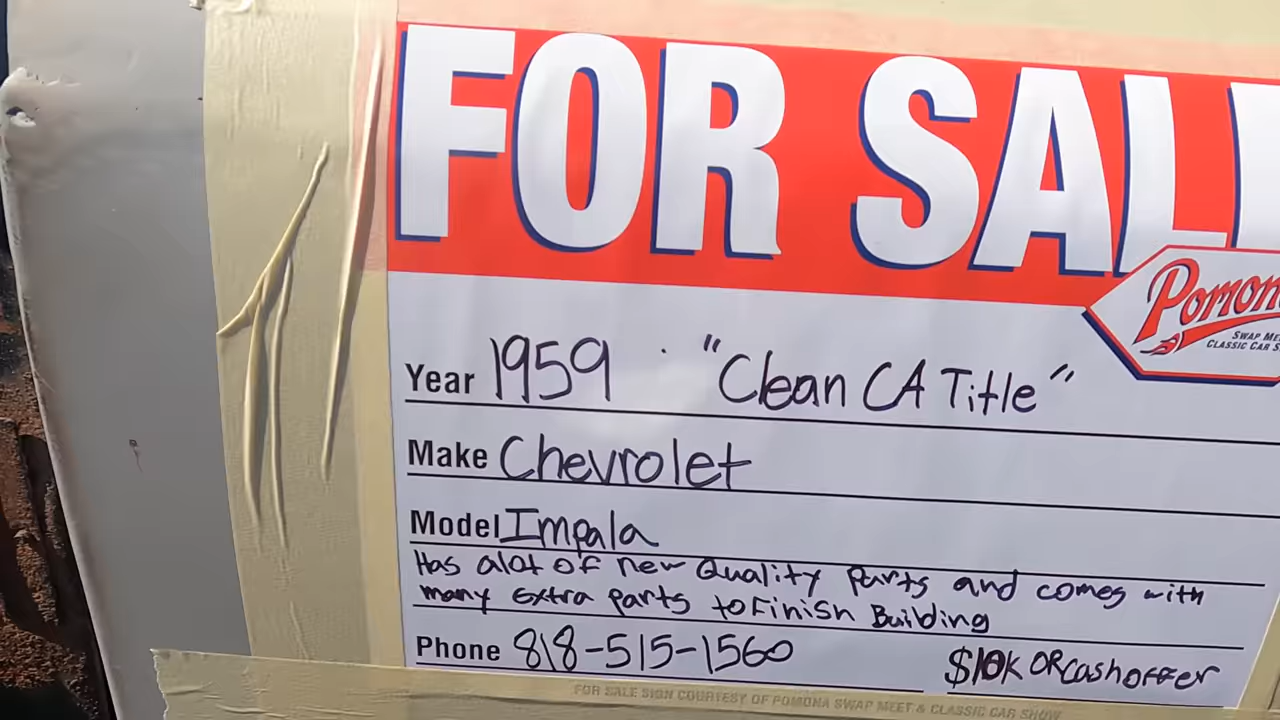 FOR SALE
Pomona
SWAP MEET
CLASSIC CAR S
Year 1959 "Clean CA Title"
Make Chevrolet
Model Impala
Has alot of new Quality parts and comes with
many Extra parts to Finish Building
Phone 818-515-1560 $10K OR cash offer
FOR SALE SIGN COURTESY OF POMONA SWAP MEET & CLASSIC CAR SHOW